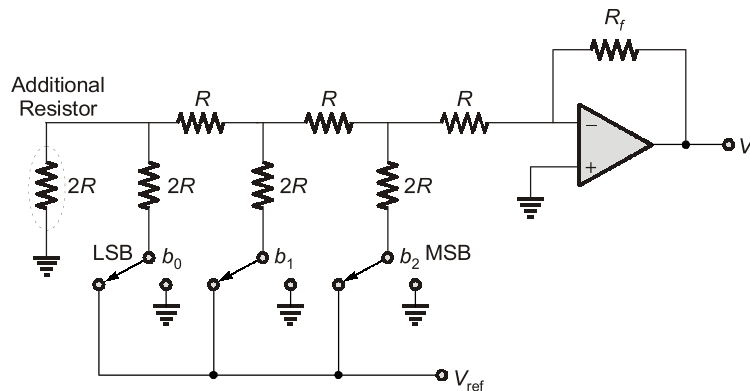 R_f
Additional
Resistor
R
R
R
−
+
V
2R
2R
2R
2R
LSB
b_0
b_1
b_2
MSB
V_ref